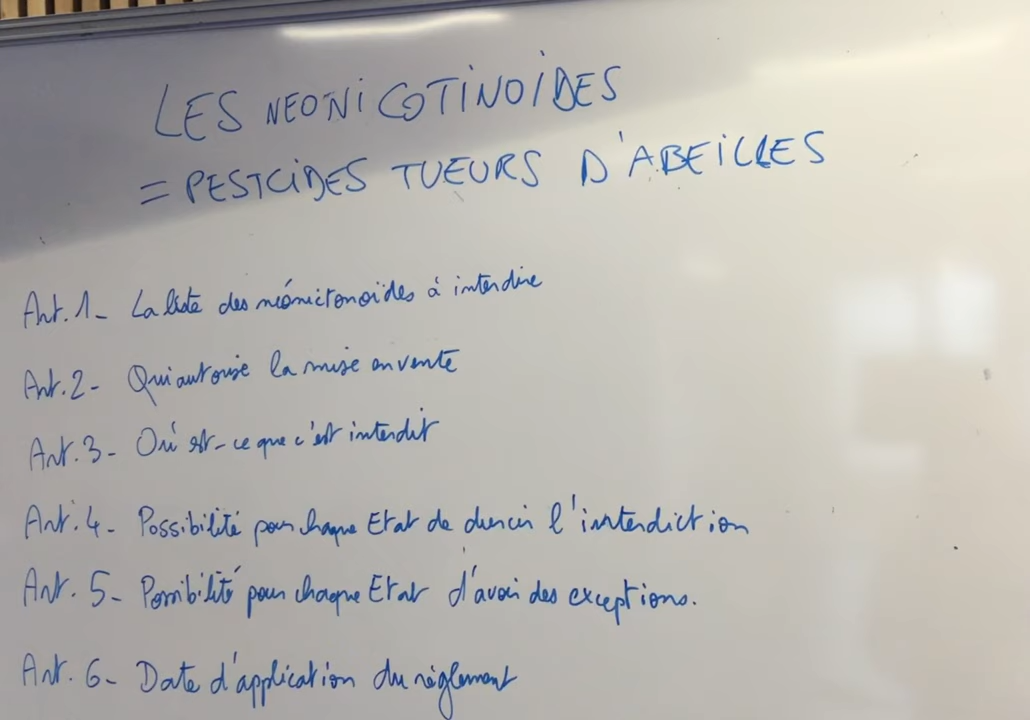 LES NEONICOTINOIDES
= PESTICIDES TUEURS D'ABEILLES
Art. 1- La liste des néonictonoïdes à interdire
Art. 2- Qui autorise la mise en vente
Art. 3- Où est-ce que c'est interdit
Art. 4- Possibilité pour chaque Etat de durcir l'interdiction
Art. 5- Possibilité pour chaque Etat d'avoir des exceptions.
Art. 6- Date d'application du règlement